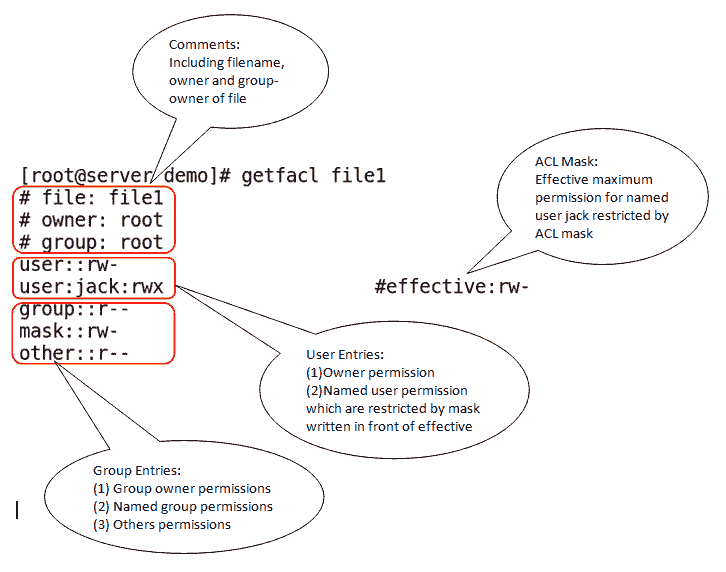 Comments:
Including filename,
owner and group-
owner of file
[root@server demo]# getfacl file1
# file: file1
# owner: root
# group: root
user::rw-
user:jack:rwx
#effective:rw-
group::r--
mask::rw-
other::r--
ACL Mask:
Effective maximum
permission for named
user jack restricted by
ACL mask
User Entries:
(1)Owner permission
(2)Named user permission
which are restricted by mask
written in front of effective
Group Entries:
(1) Group owner permissions
(2) Named group permissions
(3) Others permissions